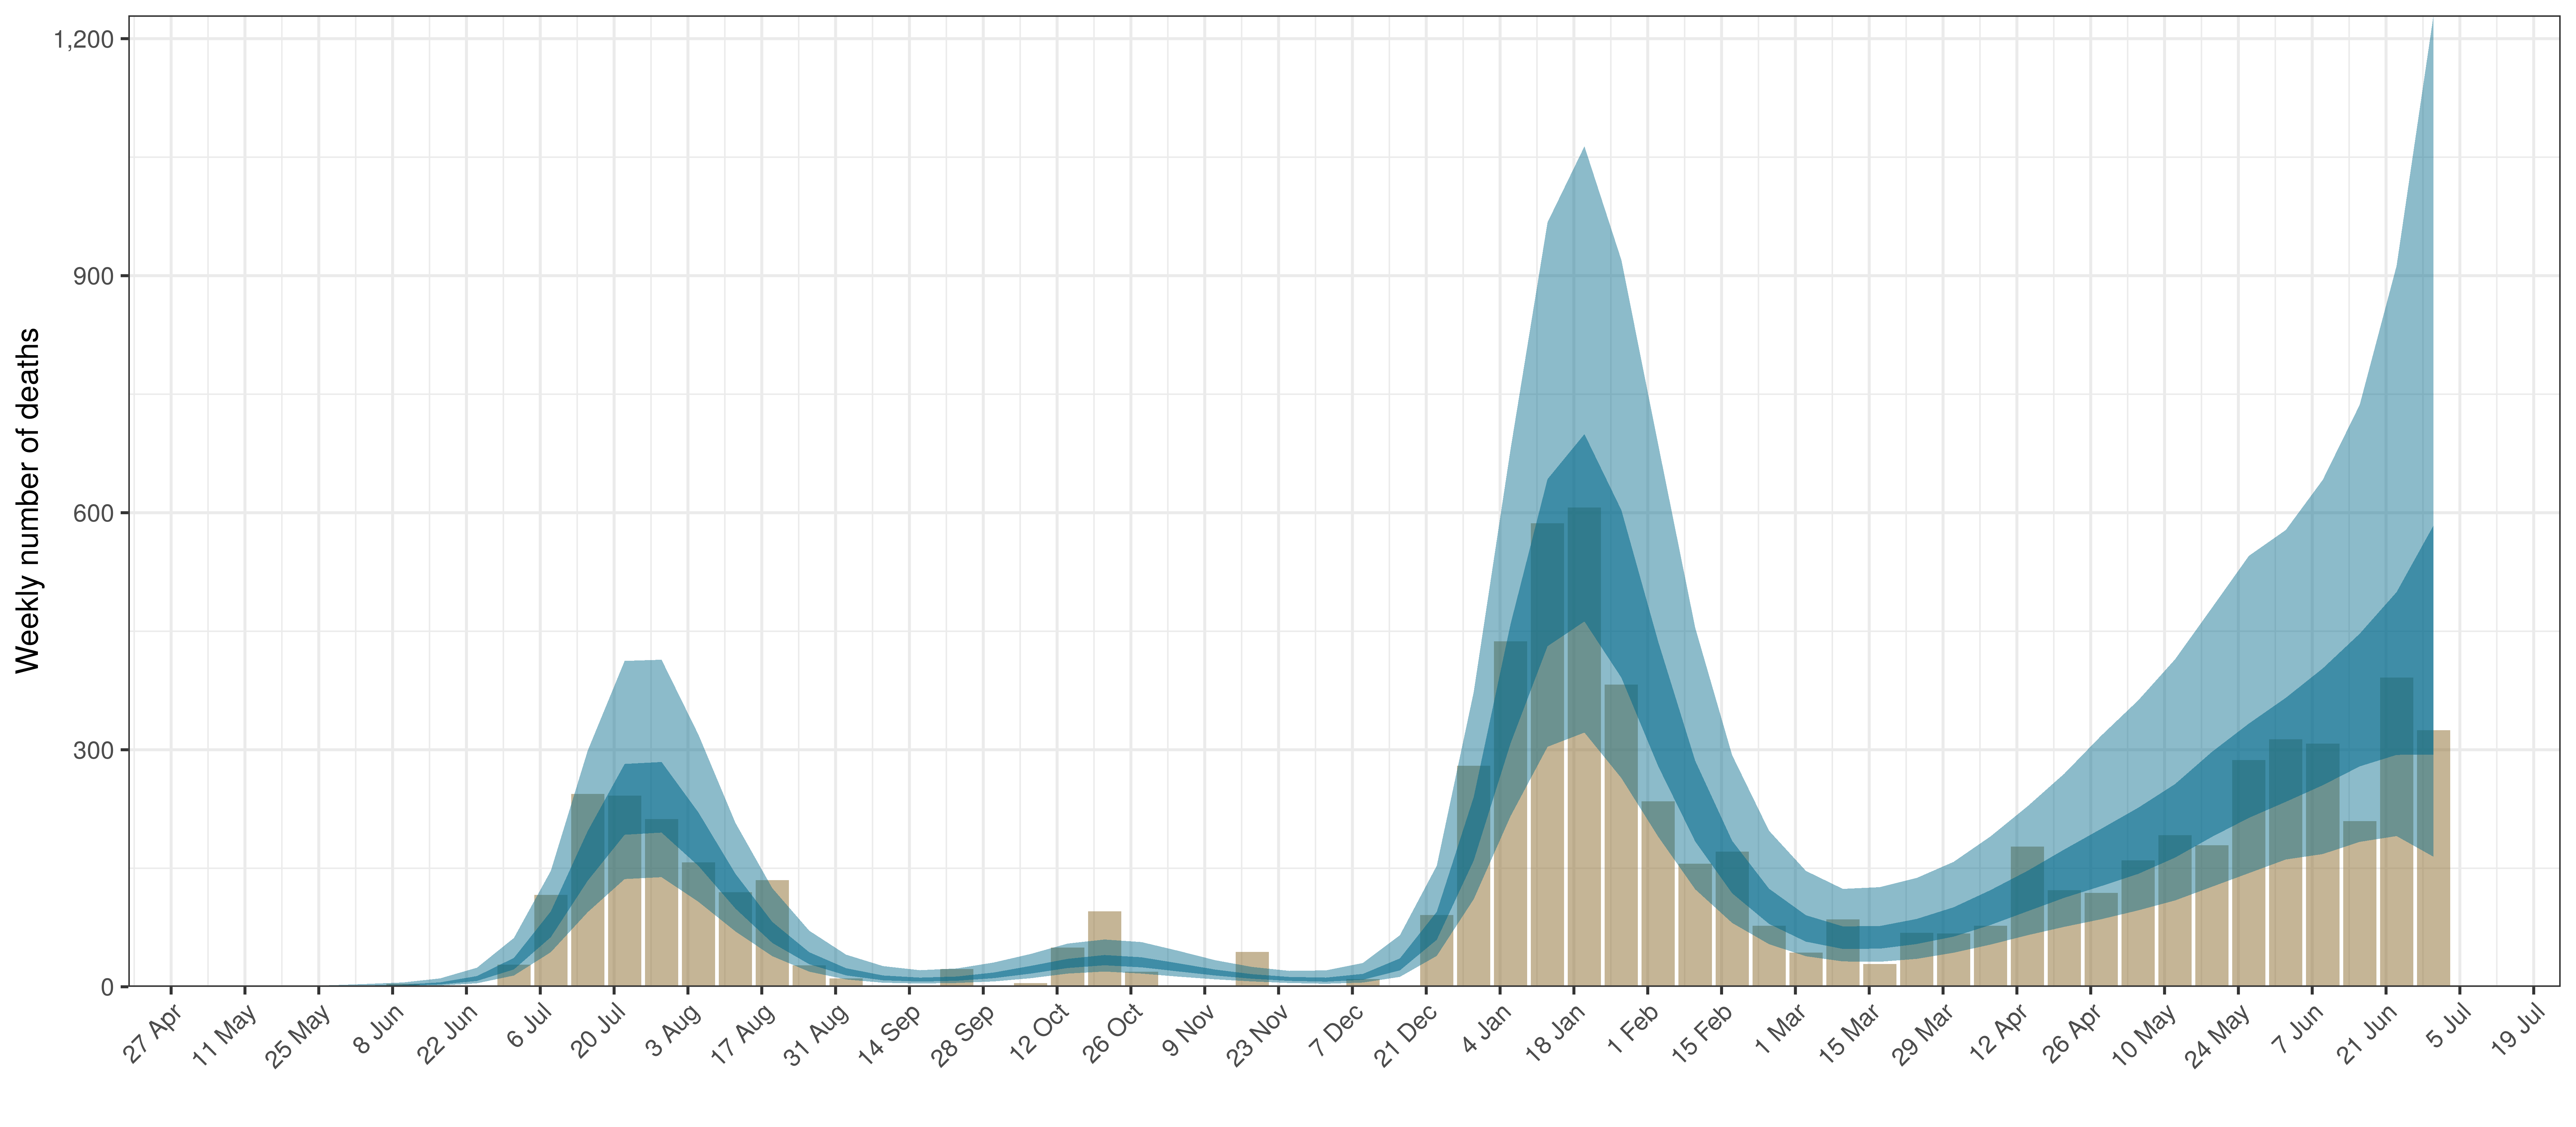 Weekly number of deaths
1,200
900
600
300
0
27 Apr
11 May
25 May
8 Jun
22 Jun
6 Jul
20 Jul
3 Aug
17 Aug
31 Aug
14 Sep
28 Sep
12 Oct
26 Oct
9 Nov
23 Nov
7 Dec
21 Dec
4 Jan
18 Jan
1 Feb
15 Feb
1 Mar
15 Mar
29 Mar
12 Apr
26 Apr
10 May
24 May
7 Jun
21 Jun
5 Jul
19 Jul